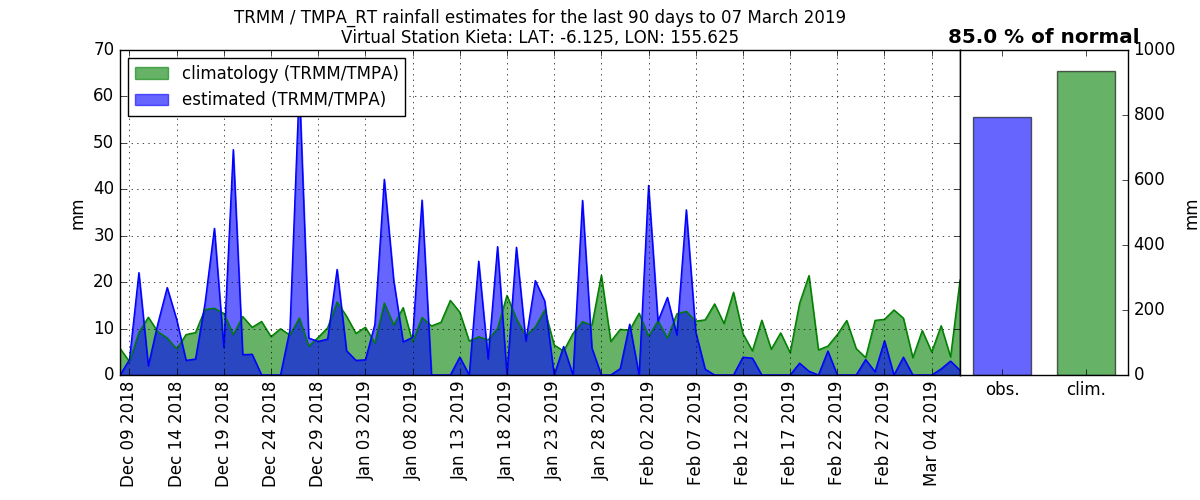 TRMM / TMPA_RT rainfall estimates for the last 90 days to 07 March 2019
Virtual Station Kieta: LAT: -6.125, LON: 155.625
85.0 % of normal
climatology (TRMM/TMPA)
estimated (TRMM/TMPA)
mm
70
60
50
40
30
20
10
0
Dec 09 2018
Dec 14 2018
Dec 19 2018
Dec 24 2018
Dec 29 2018
Jan 03 2019
Jan 08 2019
Jan 13 2019
Jan 18 2019
Jan 23 2019
Jan 28 2019
Feb 02 2019
Feb 07 2019
Feb 12 2019
Feb 17 2019
Feb 22 2019
Feb 27 2019
Mar 04 2019
obs.
clim.
1000
800
600
400
200
0
mm